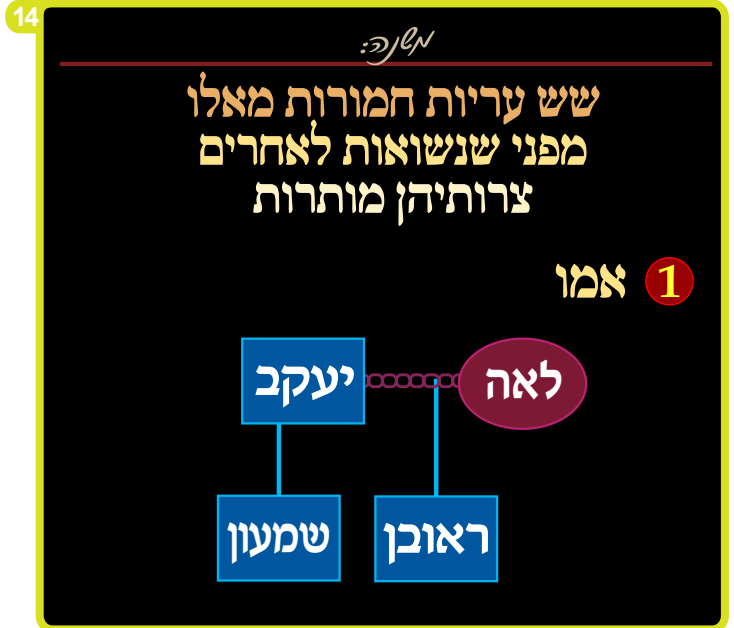 14
משנה:
שש עריות חמורות מאלו
מפני שנשואות לאחרים
צרותיהן מותרות
1 אמו
לאה יעקב
ראובן שמעון